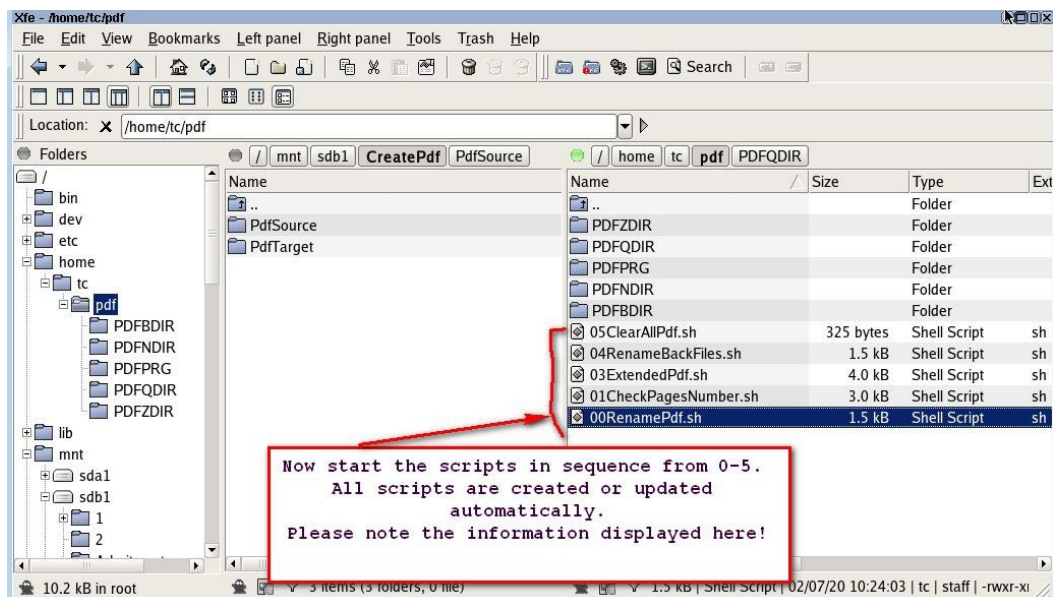 Xfe - /home/tc/pdf
File Edit View Bookmarks Left panel Right panel Tools Trash Help
Search
Location: /home/tc/pdf
Folders
/ mnt sdb1 CreatePdf PdfSource
/ home tc pdf PDFQDIR
/
bin
dev
etc
home
tc
pdf
PDFBDIR
PDFNDIR
PDFPRG
PDFQDIR
PDFZDIR
lib
mnt
sda1
sdb1
1
2
Name
..
PdfSource
PdfTarget
Name Size Type Ext
.. Folder
PDFZDIR Folder
PDFQDIR Folder
PDFPRG Folder
PDFNDIR Folder
PDFBDIR Folder
05ClearAllPdf.sh 325 bytes Shell Script sh
04RenameBackFiles.sh 1.5 kB Shell Script sh
03ExtendedPdf.sh 4.0 kB Shell Script sh
01CheckPagesNumber.sh 3.0 kB Shell Script sh
00RenamePdf.sh 1.5 kB Shell Script sh
Now start the scripts in sequence from 0-5.
All scripts are created or updated
automatically.
Please note the information displayed here!
10.2 kB in root
3 items (3 folders, 0 file)
1.5 kB | Shell Script | 02/07/20 10:24:03 | tc | staff | -rwxr-x